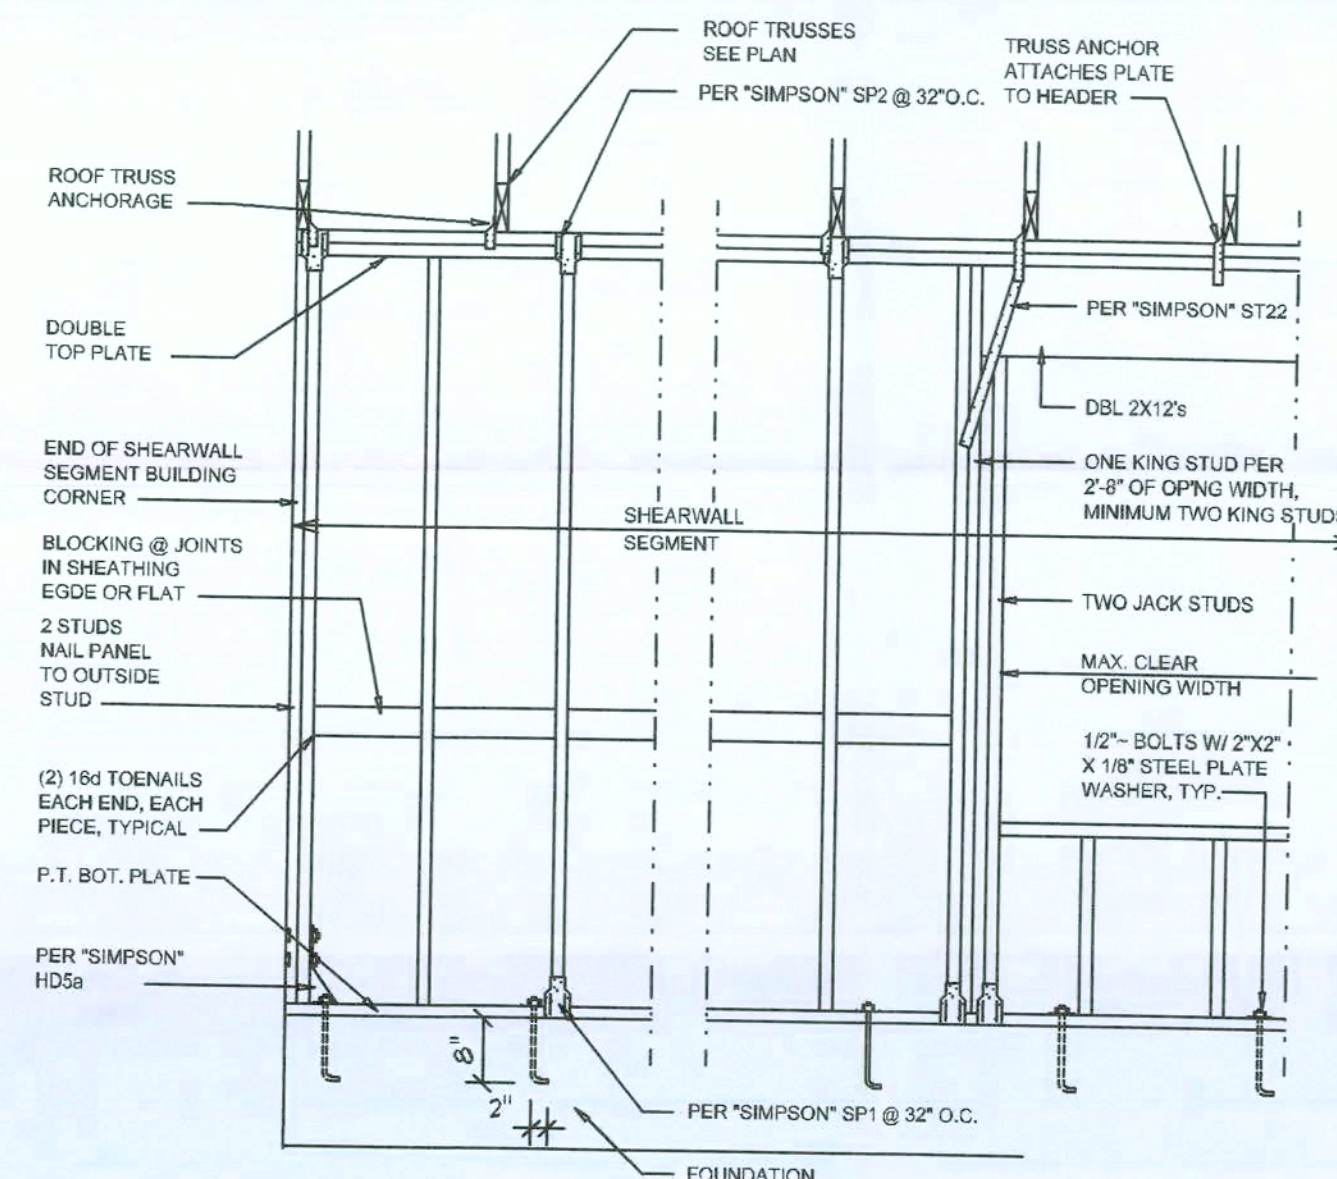 ROOF TRUSSES
SEE PLAN
PER "SIMPSON" SP2 @ 32"O.C.
TRUSS ANCHOR
ATTACHES PLATE
TO HEADER
ROOF TRUSS
ANCHORAGE
DOUBLE
TOP PLATE
PER "SIMPSON" ST22
DBL 2X12's
END OF SHEARWALL
SEGMENT BUILDING
CORNER
ONE KING STUD PER
2'-8" OF OP'NG WIDTH,
MINIMUM TWO KING STUDS
SHEARWALL
SEGMENT
BLOCKING @ JOINTS
IN SHEATHING
EGDE OR FLAT
2 STUDS
NAIL PANEL
TO OUTSIDE
STUD
TWO JACK STUDS
MAX. CLEAR
OPENING WIDTH
1/2"~ BOLTS W/ 2"X2"
X 1/8" STEEL PLATE
WASHER, TYP.
(2) 16d TOENAILS
EACH END, EACH
PIECE, TYPICAL
P.T. BOT. PLATE
PER "SIMPSON"
HD5a
8"
2"
PER "SIMPSON" SP1 @ 32" O.C.
FOUNDATION